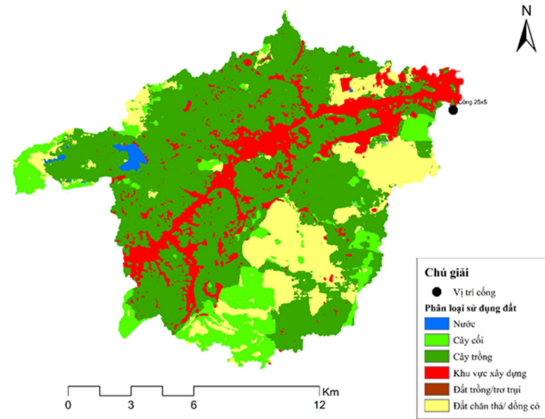 N
Cống 25x5
Chú giải
Vị trí cống
Phân loại sử dụng đất
Nước
Cây cối
Cây trồng
Khu vực xây dựng
Đất trồng/trơ trụi
Đất chăn thả/ đồng cỏ
Km
0 3 6 12